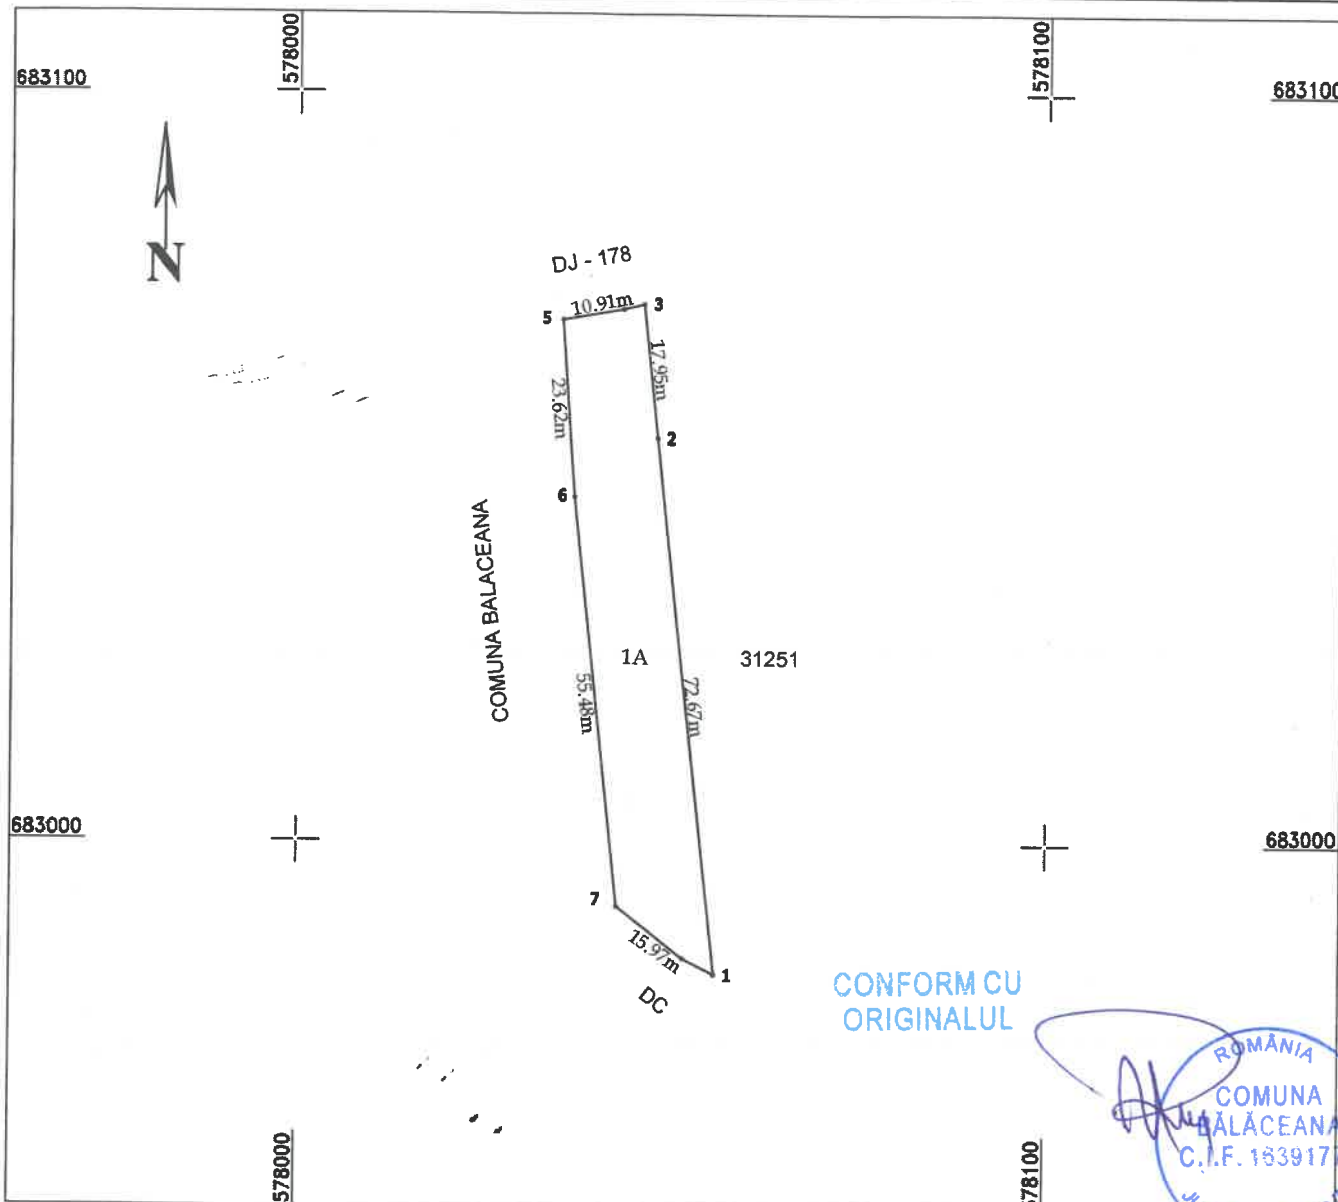 578000
578100
683100
683100
N
DJ - 178
5
10.91m
3
17.95m
23.62m
2
6
COMUNA BALACEANA
1A
31251
55.48m
72.67m
683000
683000
7
15.97m
1
DC
CONFORM CU
ORIGINALUL
ROMÂNIA
COMUNA
BĂLĂCEANA
C.I.F. 163917
578000
578100